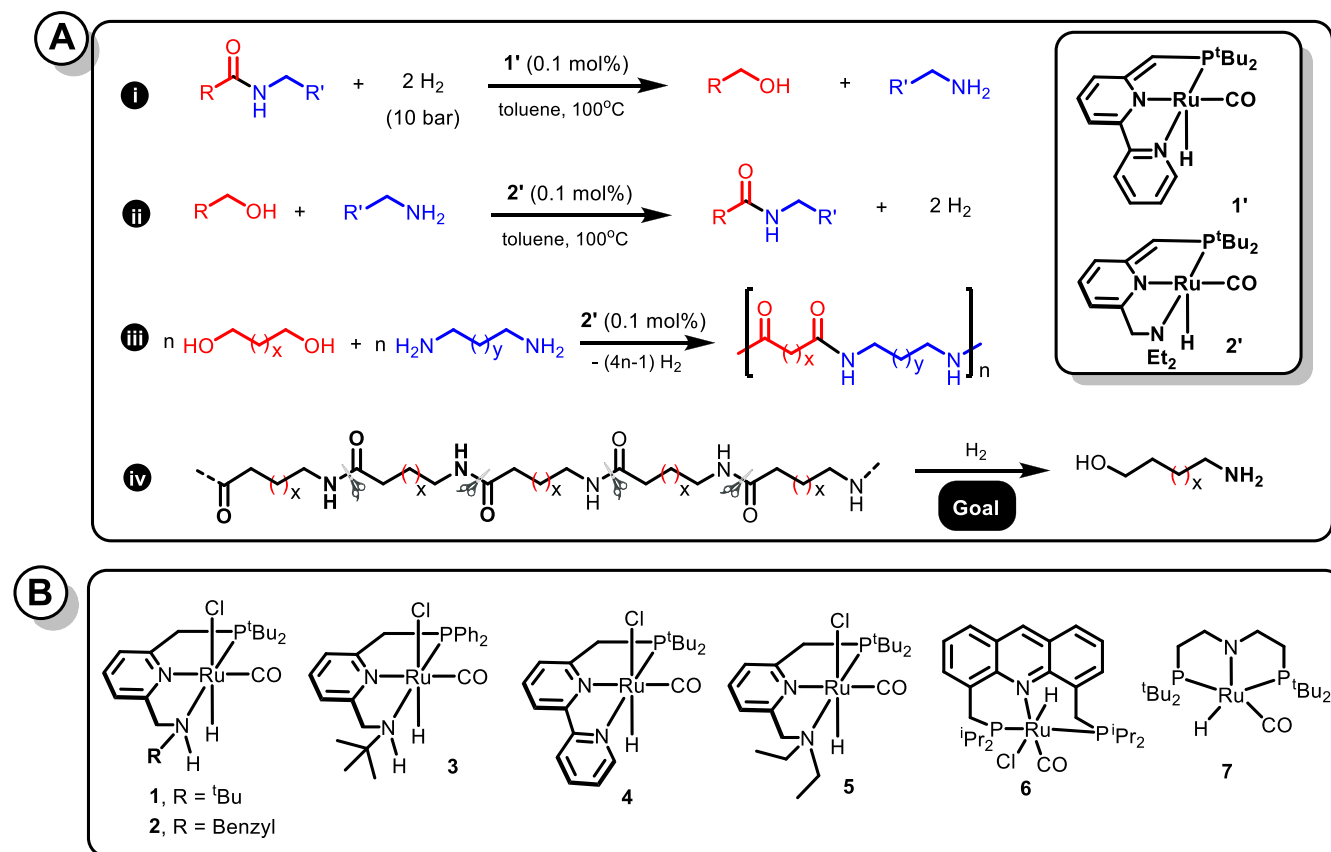 A
i
R O N H R'
+
2 H2
(10 bar)
1' (0.1 mol%)
toluene, 100°C
R OH
+
R' NH2
ii
R OH
+
R' NH2
2' (0.1 mol%)
toluene, 100°C
R O N H R'
+
2 H2
iii
n HO ( )x OH + n H2N ( )y NH2
2' (0.1 mol%)
- (4n-1) H2
O O ( )x N H ( )y N H n
iv
O ( )x N H O ( )x H N O ( )x N H O ( )x H N O ( )x N H
H2
Goal
HO ( )x NH2
PtBu2
N Ru CO
N H
1'
PtBu2
N Ru CO
N H
Et2
2'
B
Cl
PtBu2
N Ru CO
N H
R H
1, R = tBu
2, R = Benzyl
Cl
PPh2
N Ru CO
N H
H
3
Cl
PtBu2
N Ru CO
N H
4
Cl
PtBu2
N Ru CO
N H
5
N H
P Ru PiPr2
iPr2
Cl CO
6
N
P P
tBu2 Ru tBu2
H CO
7